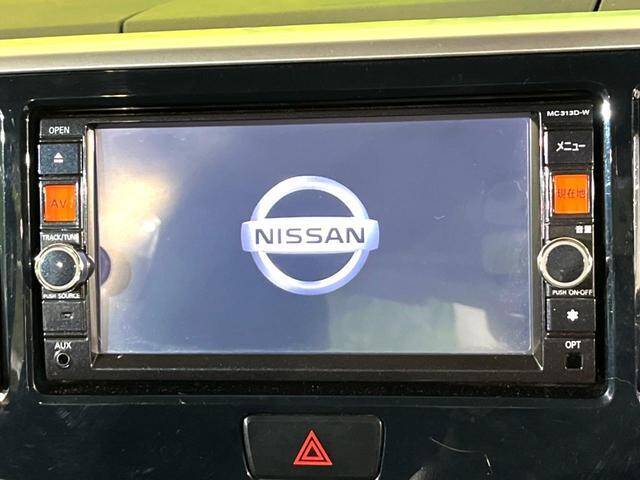 MC313D-W
OPEN
メニュー
AV
現在地
TRACK/TUNE
音量
NISSAN
PUSH SOURCE
PUSH ON-OFF
AUX
OPT